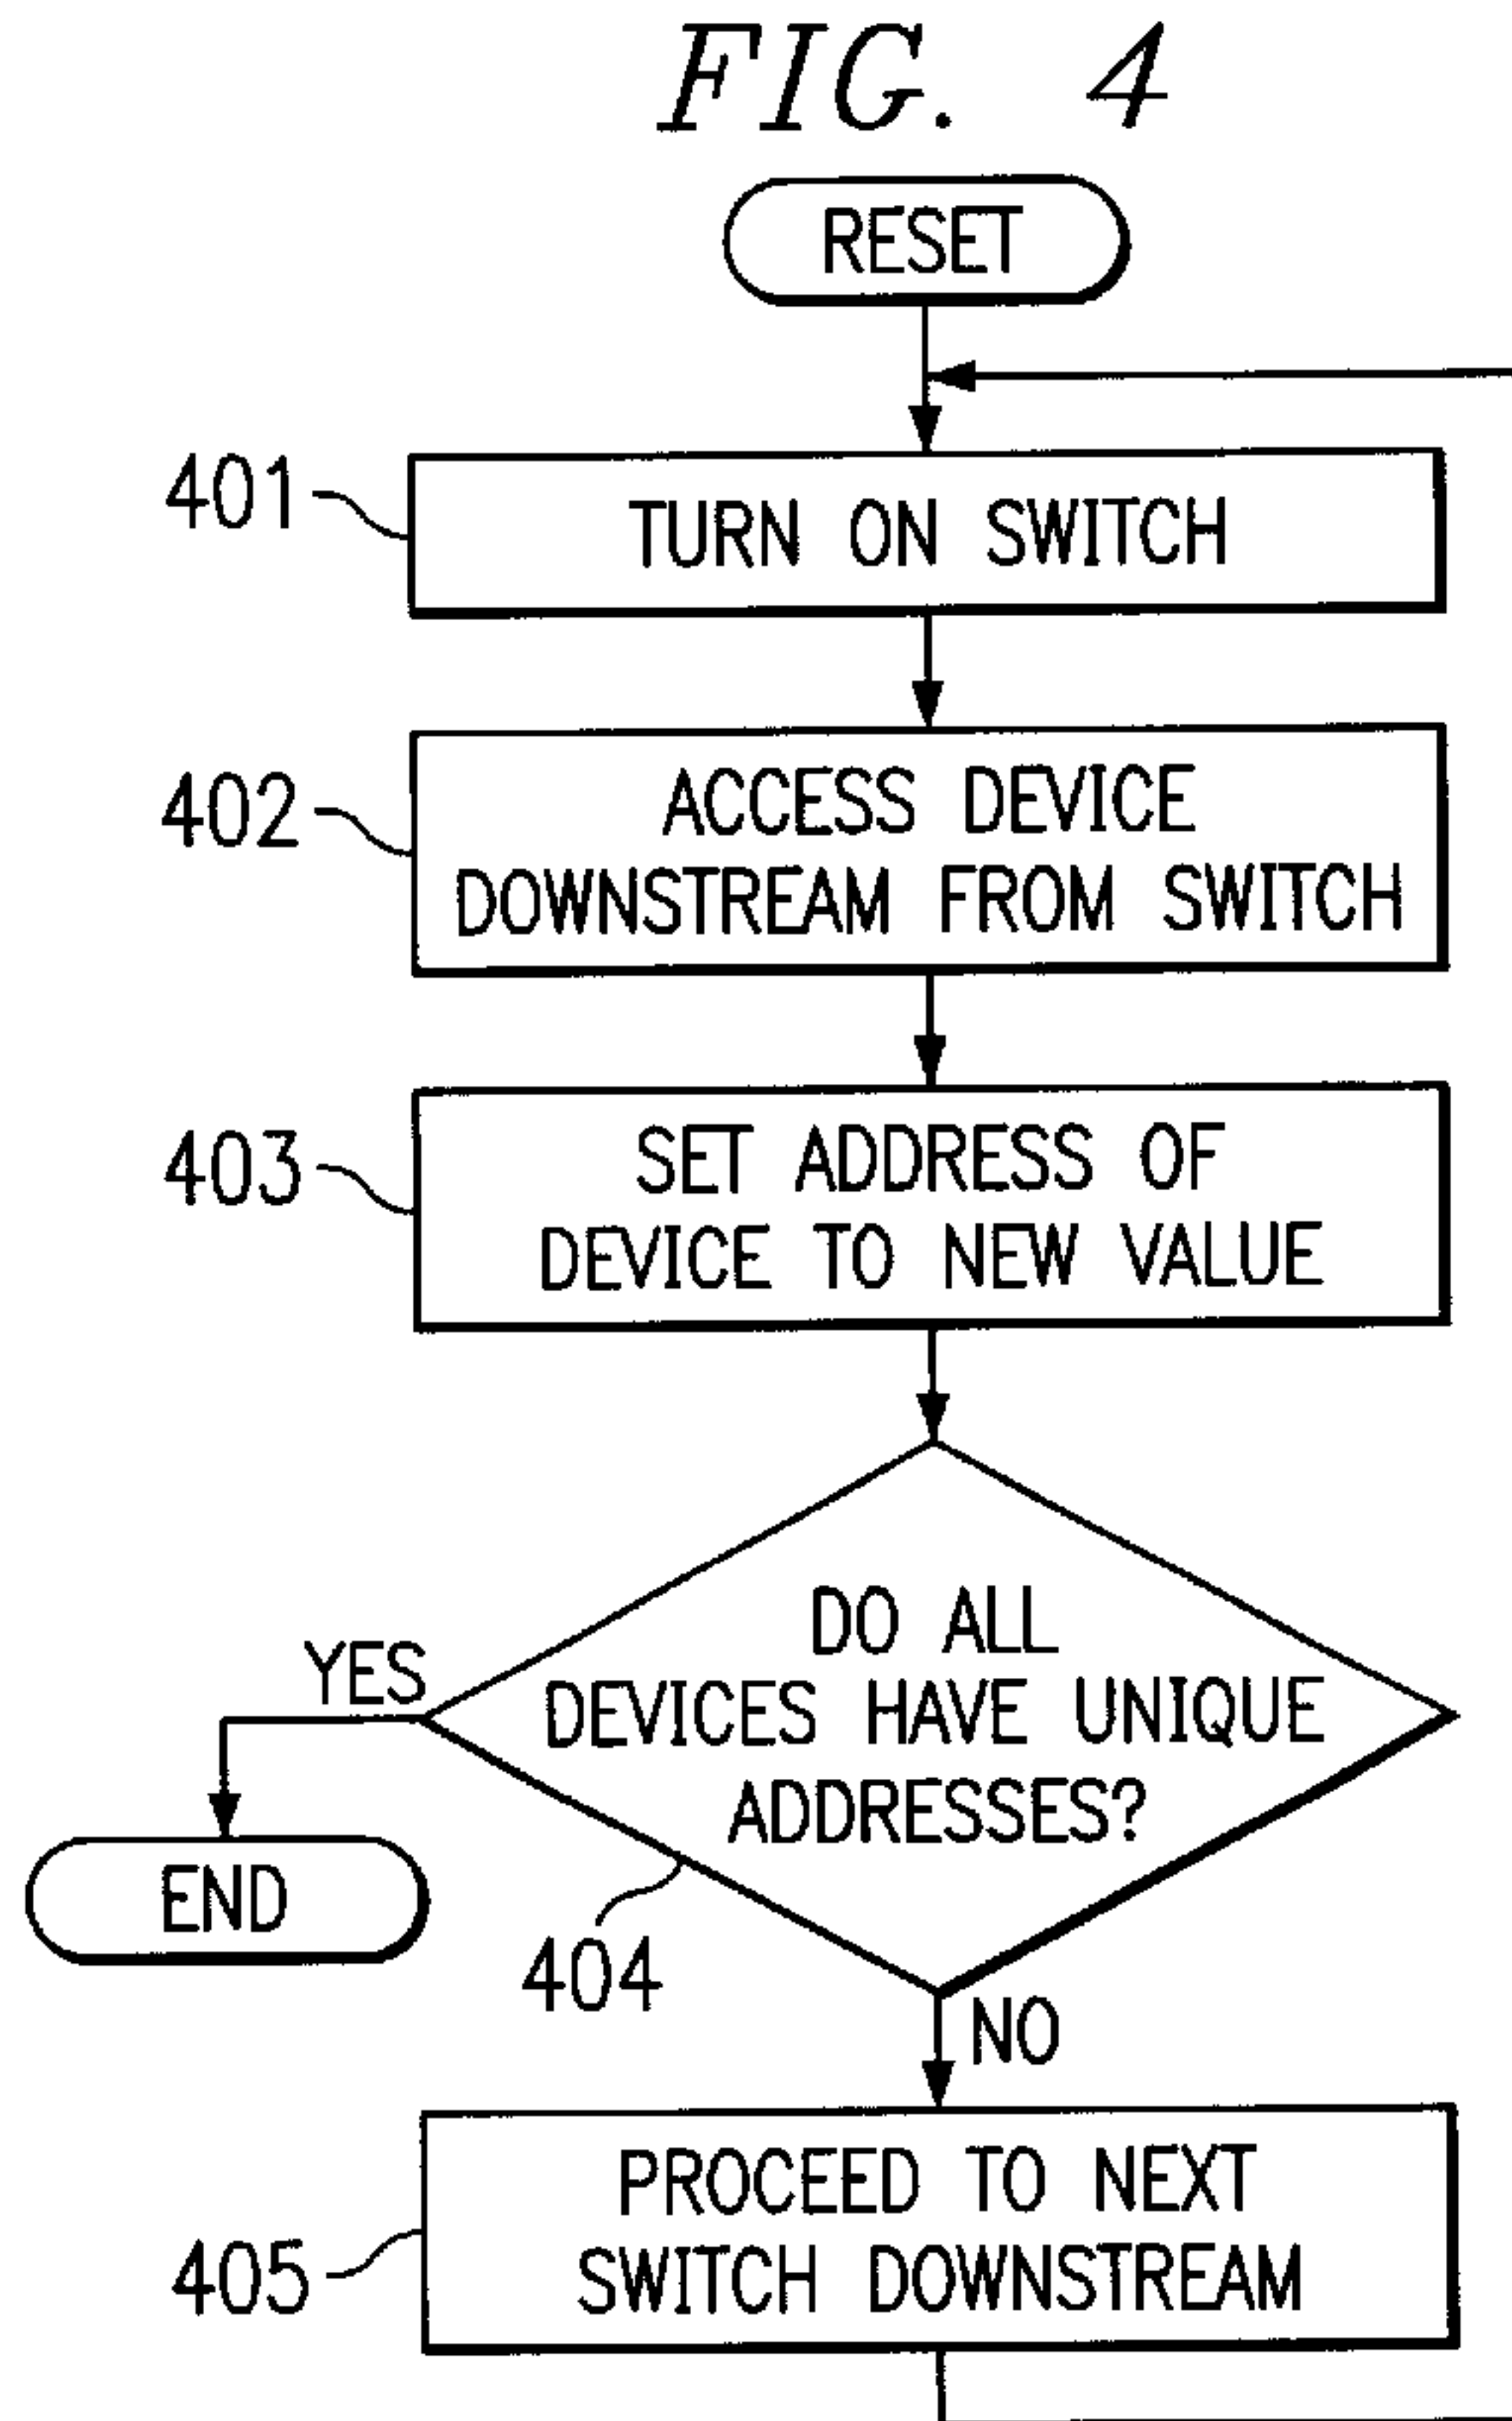 FIG. 4
RESET
401
TURN ON SWITCH
402
ACCESS DEVICE
DOWNSTREAM FROM SWITCH
403
SET ADDRESS OF
DEVICE TO NEW VALUE
DO ALL
DEVICES HAVE UNIQUE
ADDRESSES?
YES
END
404
NO
405
PROCEED TO NEXT
SWITCH DOWNSTREAM